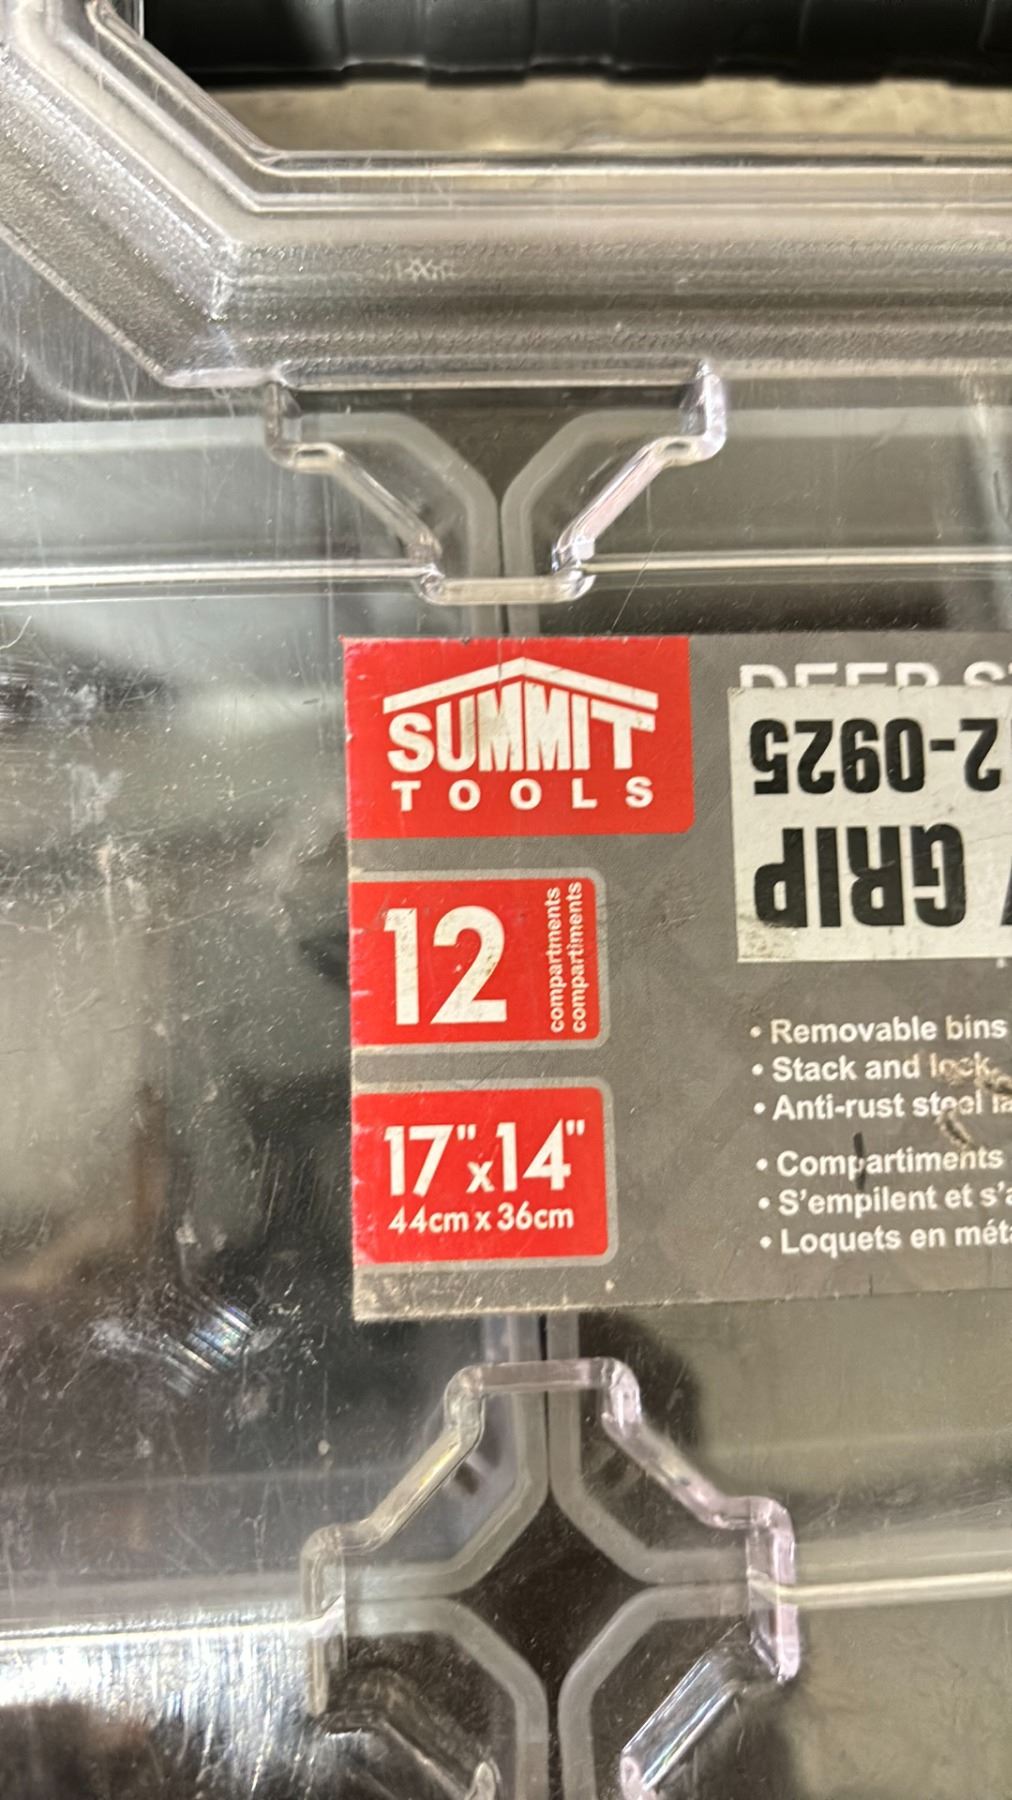 SUMMIT
TOOLS
DEEP
2-0925
GRIP
12
compartments
compartiments
17"x14"
44cm x 36cm
• Removable bins
• Stack and lock
• Anti-rust steel
• Compartiments
• S'empilent et
• Loquets en